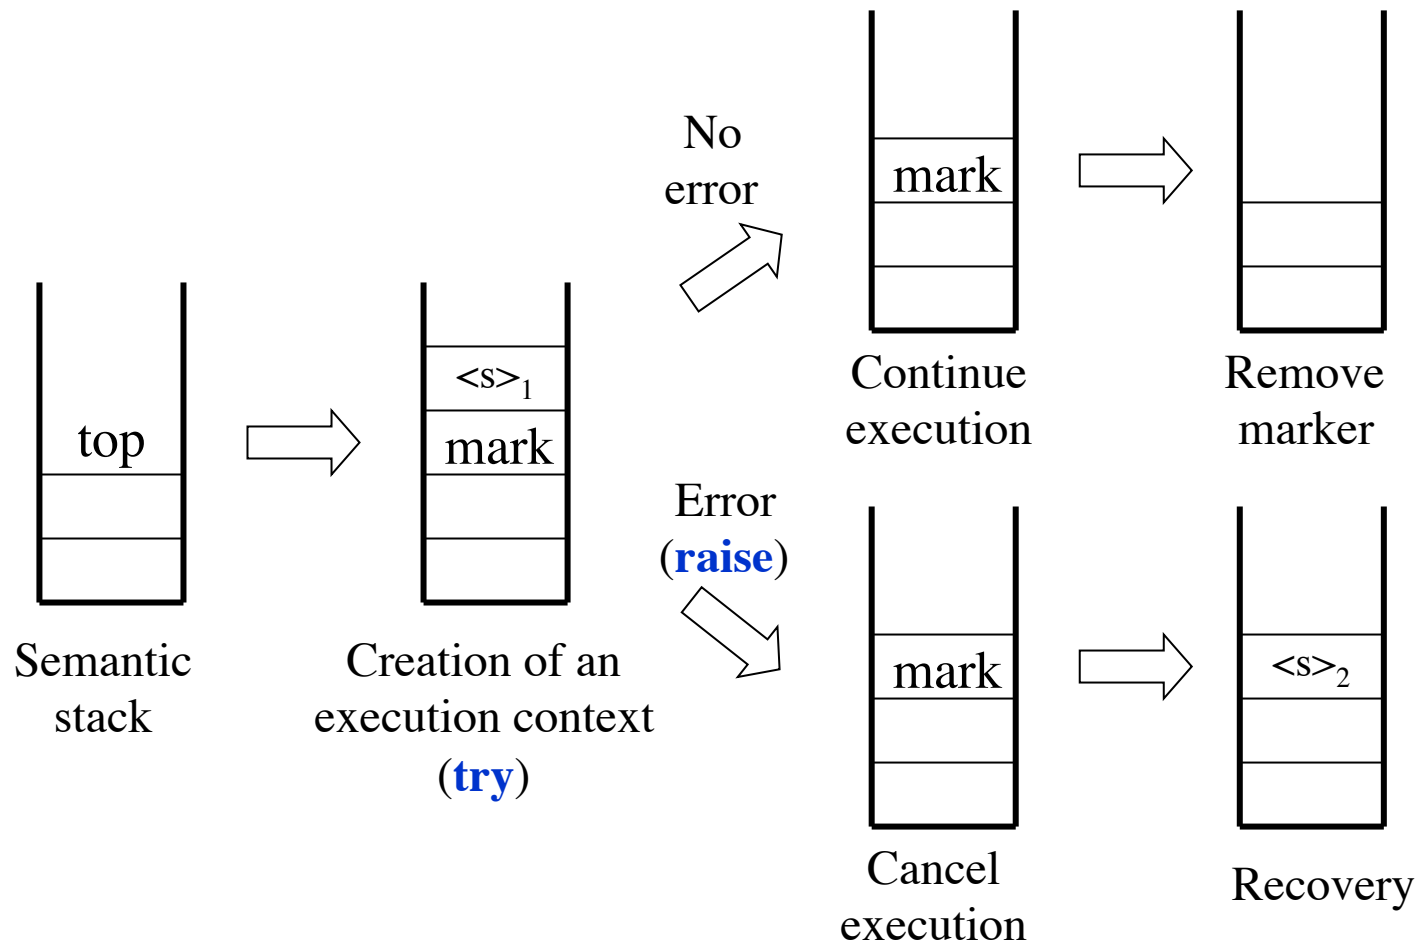 top
Semantic
stack
<s>1
mark
Creation of an
execution context
(try)
No
error
mark
Continue
execution
Remove
marker
Error
(raise)
mark
Cancel
execution
<s>2
Recovery